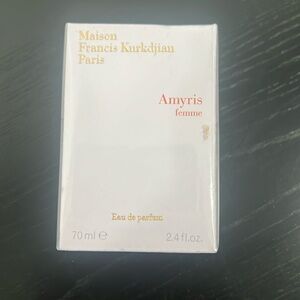 Maison
Francis Kurkdjian
Paris
Amyris
femme
Eau de parfum
70 ml ℮ 2.4 fl.oz.